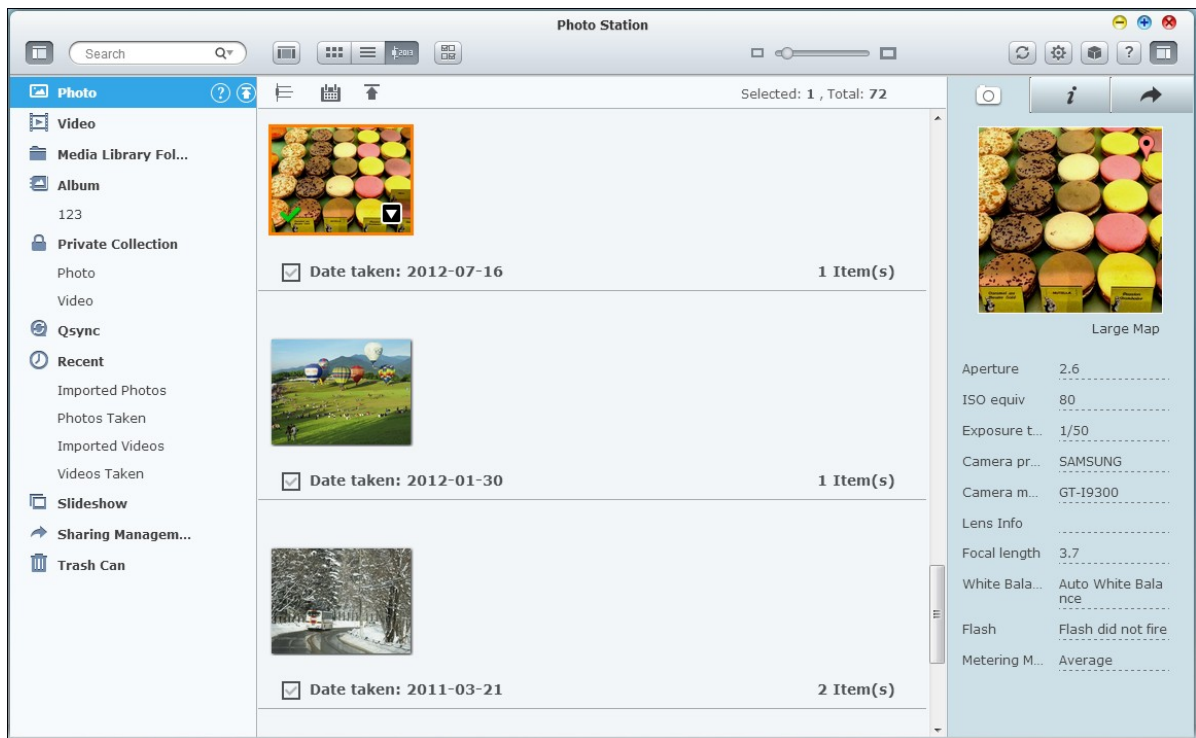 Photo Station
Search
2013
?
Photo
?
Video
Media Library Fol...
Album
123
Private Collection
Photo
Video
Qsync
Recent
Imported Photos
Photos Taken
Imported Videos
Videos Taken
Slideshow
Sharing Managem...
Trash Can
Selected: 1 , Total: 72
Date taken: 2012-07-16
1 Item(s)
Date taken: 2012-01-30
1 Item(s)
Date taken: 2011-03-21
2 Item(s)
i
Large Map
Aperture 2.6
ISO equiv 80
Exposure t... 1/50
Camera pr... SAMSUNG
Camera m... GT-I9300
Lens Info
Focal length 3.7
White Bala... Auto White Bala
nce
Flash Flash did not fire
Metering M... Average